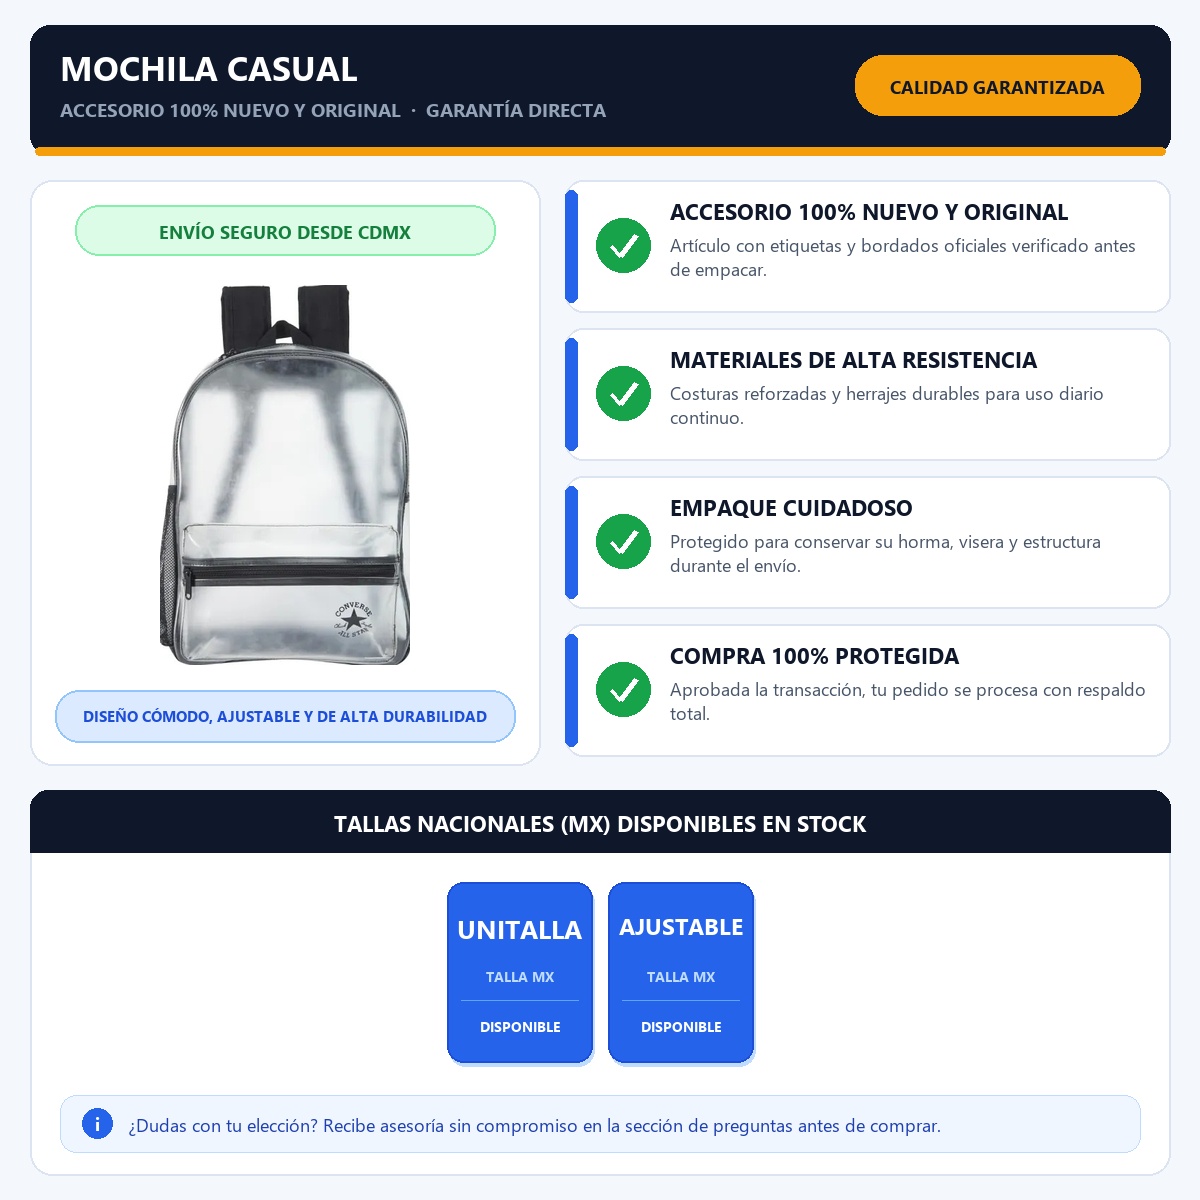 MOCHILA CASUAL
ACCESORIO 100% NUEVO Y ORIGINAL · GARANTÍA DIRECTA
CALIDAD GARANTIZADA
ENVÍO SEGURO DESDE CDMX
CONVERSE
ALL STAR
DISEÑO CÓMODO, AJUSTABLE Y DE ALTA DURABILIDAD
ACCESORIO 100% NUEVO Y ORIGINAL
Artículo con etiquetas y bordados oficiales verificado antes
de empacar.
MATERIALES DE ALTA RESISTENCIA
Costuras reforzadas y herrajes durables para uso diario
continuo.
EMPAQUE CUIDADOSO
Protegido para conservar su horma, visera y estructura
durante el envío.
COMPRA 100% PROTEGIDA
Aprobada la transacción, tu pedido se procesa con respaldo
total.
TALLAS NACIONALES (MX) DISPONIBLES EN STOCK
UNITALLA
TALLA MX
DISPONIBLE
AJUSTABLE
TALLA MX
DISPONIBLE
¿Dudas con tu elección? Recibe asesoría sin compromiso en la sección de preguntas antes de comprar.